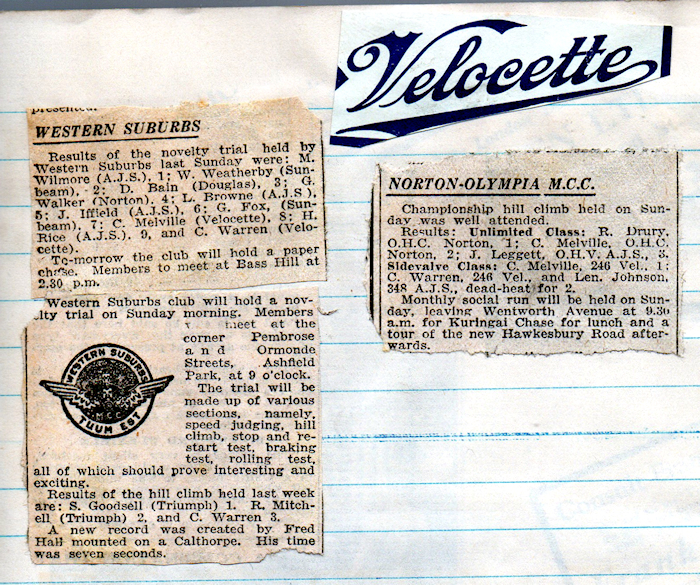 Velocette
WESTERN SUBURBS
Results of the novelty trial held by
Western Suburbs last Sunday were: M.
Wilmore (A.J.S.), 1; W. Weatherby (Sun-
beam), 2; D. Bain (Douglas), 3; G.
Walker (Norton), 4; L. Browne (A.J.S.)
5; J. Iffield (A.J.S.), 6; G. Fox, (Sun-
beam), 7; C. Melville (Velocette), 8; H.
Rice (A.J.S.), 9, and C. Warren (Velo-
cette).
To-morrow the club will hold a paper
chase. Members to meet at Bass Hill at
2.30 p.m.
Western Suburbs club will hold a nov-
elty trial on Sunday morning. Members
meet at the
corner Pembrose
and Ormonde
Streets, Ashfield
Park, at 9 o'clock.
The trial will be
made up of various
sections, namely,
speed judging, hill
climb, stop and re-
start test, braking
test, rolling test,
all of which should prove interesting and
exciting.
Results of the hill climb held last week
are: S. Goodsell (Triumph) 1. R. Mitch-
ell (Triumph) 2, and C. Warren 3.
A new record was created by Fred
Hall mounted on a Calthorpe. His time
was seven seconds.
WESTERN SUBURBS
M.C.C.
TUUM EST
NORTON-OLYMPIA M.C.C.
Championship hill climb held on Sun-
day was well attended.
Results: Unlimited Class: R. Drury,
O.H.C. Norton, 1; C. Melville, O.H.C.
Norton, 2; J. Leggett, O.H.V. A.J.S., 3.
Sidevalve Class: C. Melville, 246 Vel., 1;
C. Warren, 246 Vel., and Len. Johnson,
348 A.J.S., dead-heat for 2.
Monthly social run will be held on Sun-
day, leaving Wentworth Avenue at 9.30
a.m. for Kuringai Chase for lunch and a
tour of the new Hawkesbury Road after-
wards.